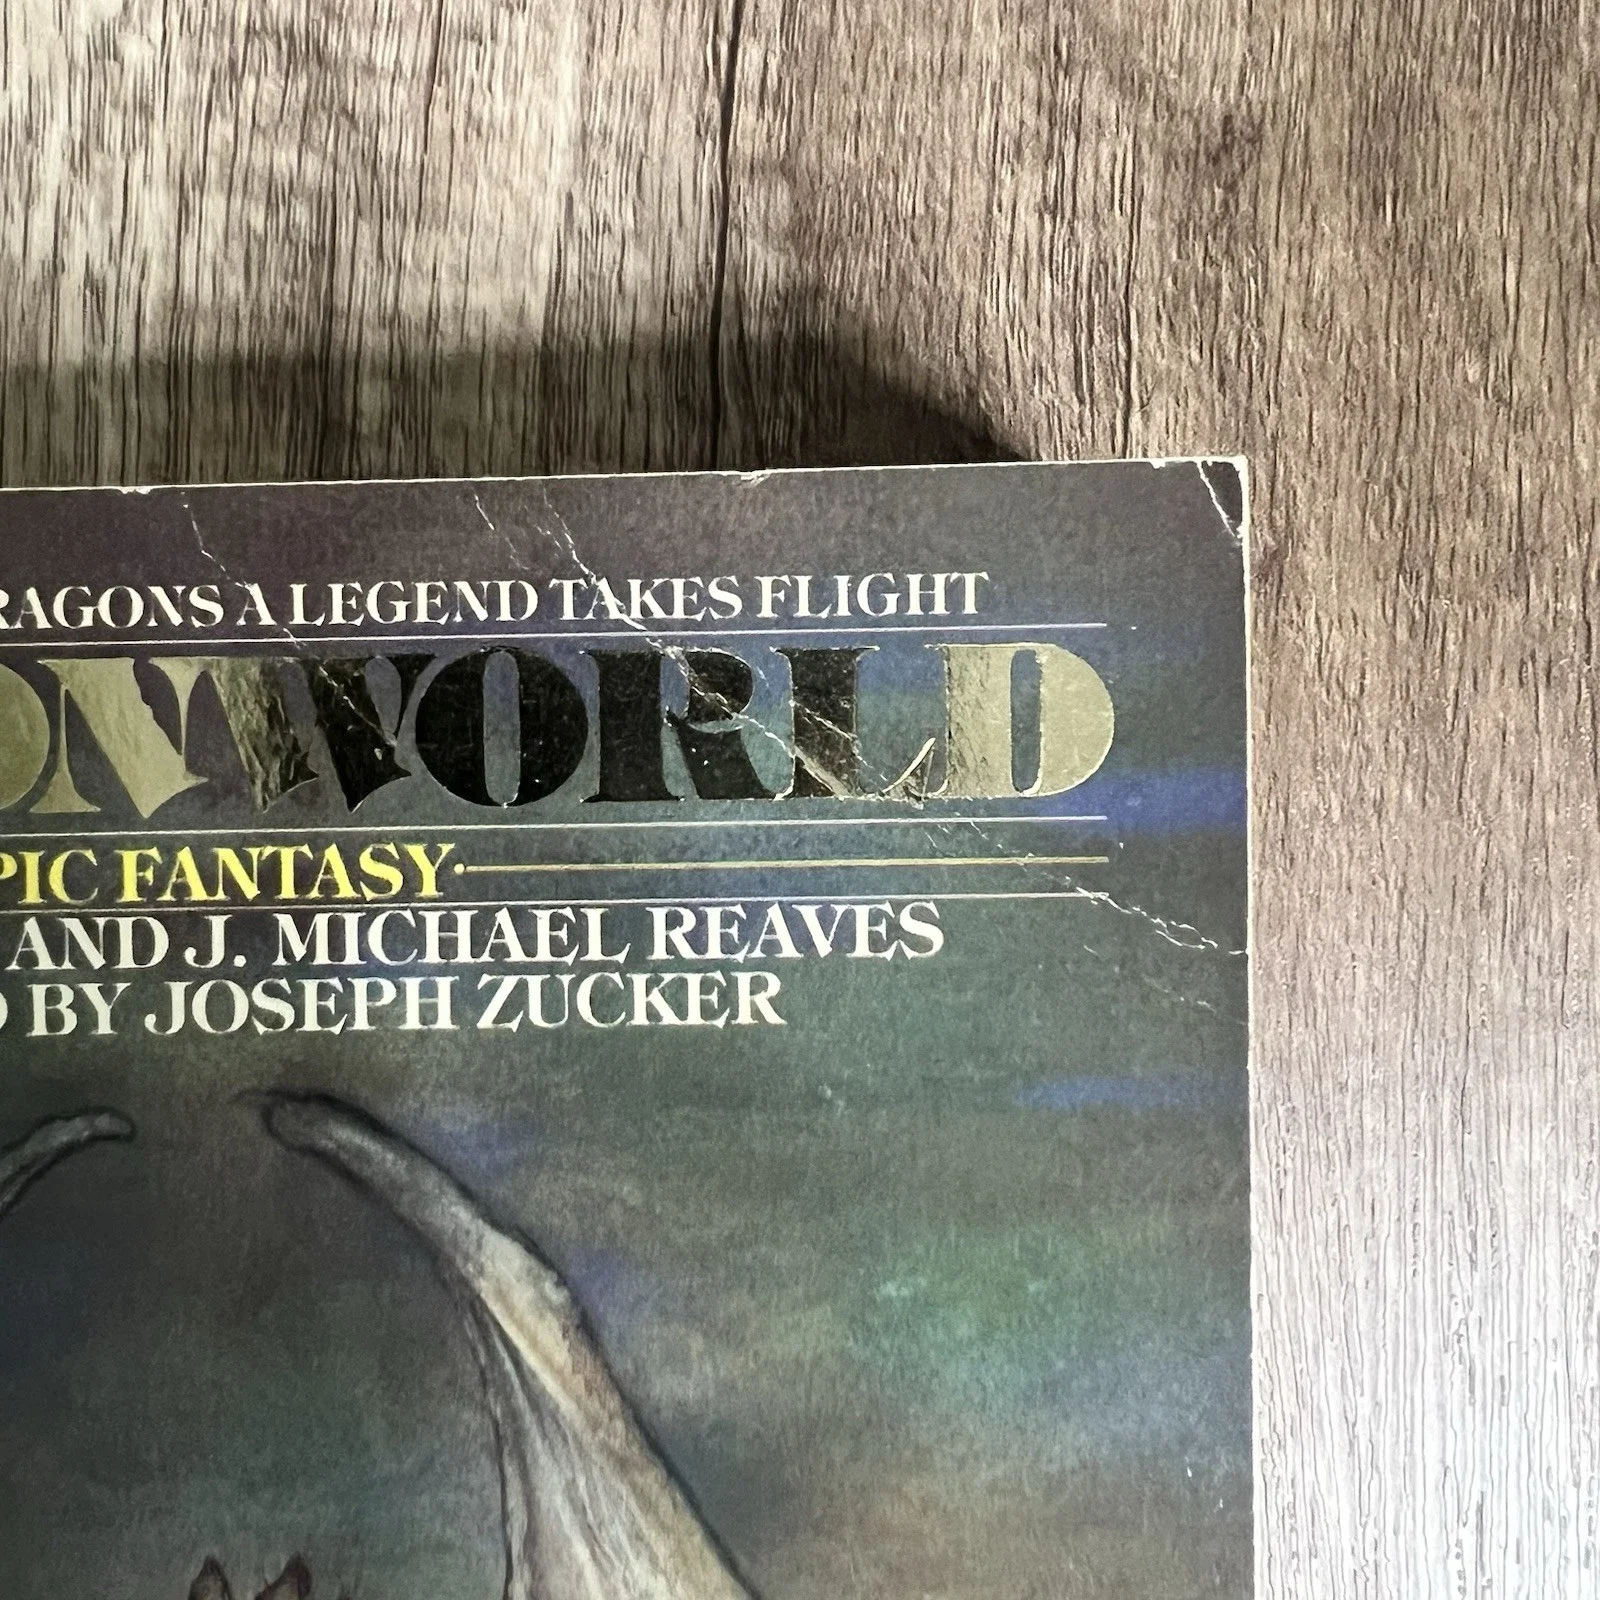 RAGONS A LEGEND TAKES FLIGHT
ONWORLD
PIC FANTASY
AND J. MICHAEL REAVES
D BY JOSEPH ZUCKER